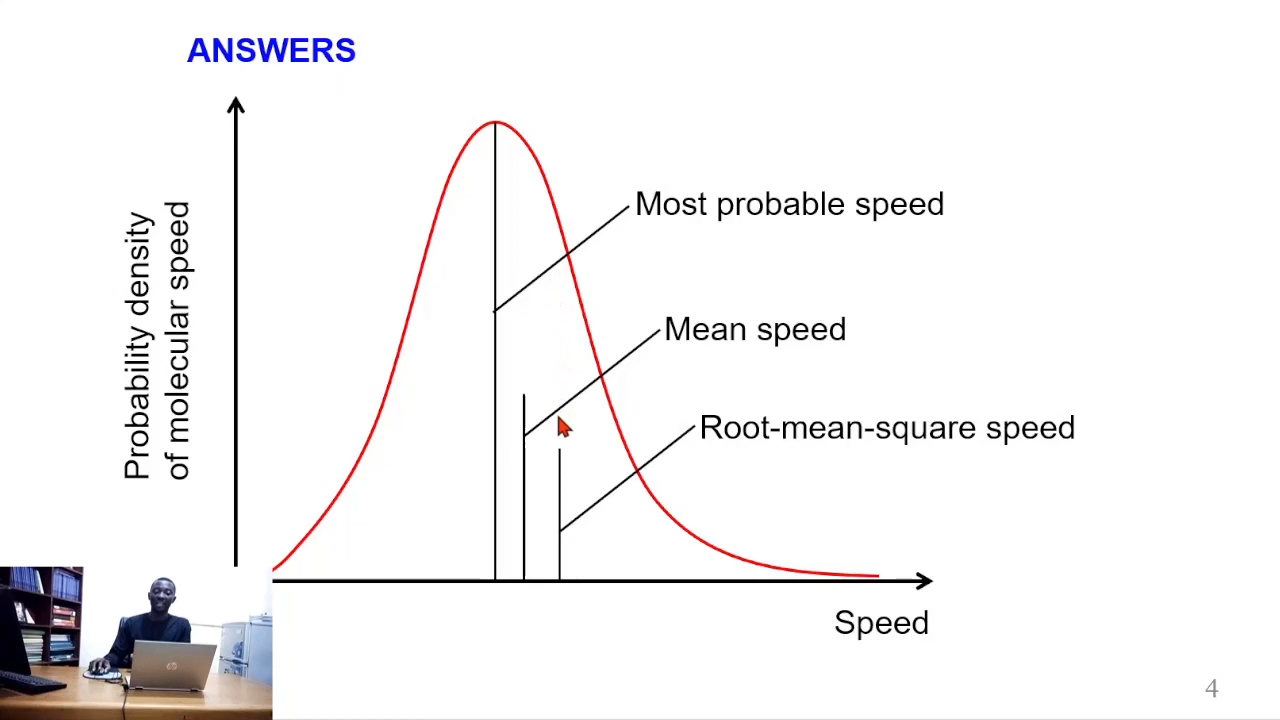 ANSWERS
Probability density
of molecular speed
Most probable speed
Mean speed
Root-mean-square speed
Speed
4